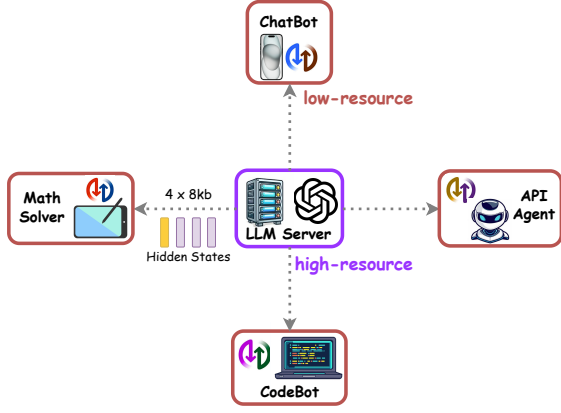 ChatBot
low-resource
Math
Solver
4 x 8kb
Hidden States
LLM Server
API
Agent
high-resource
CodeBot